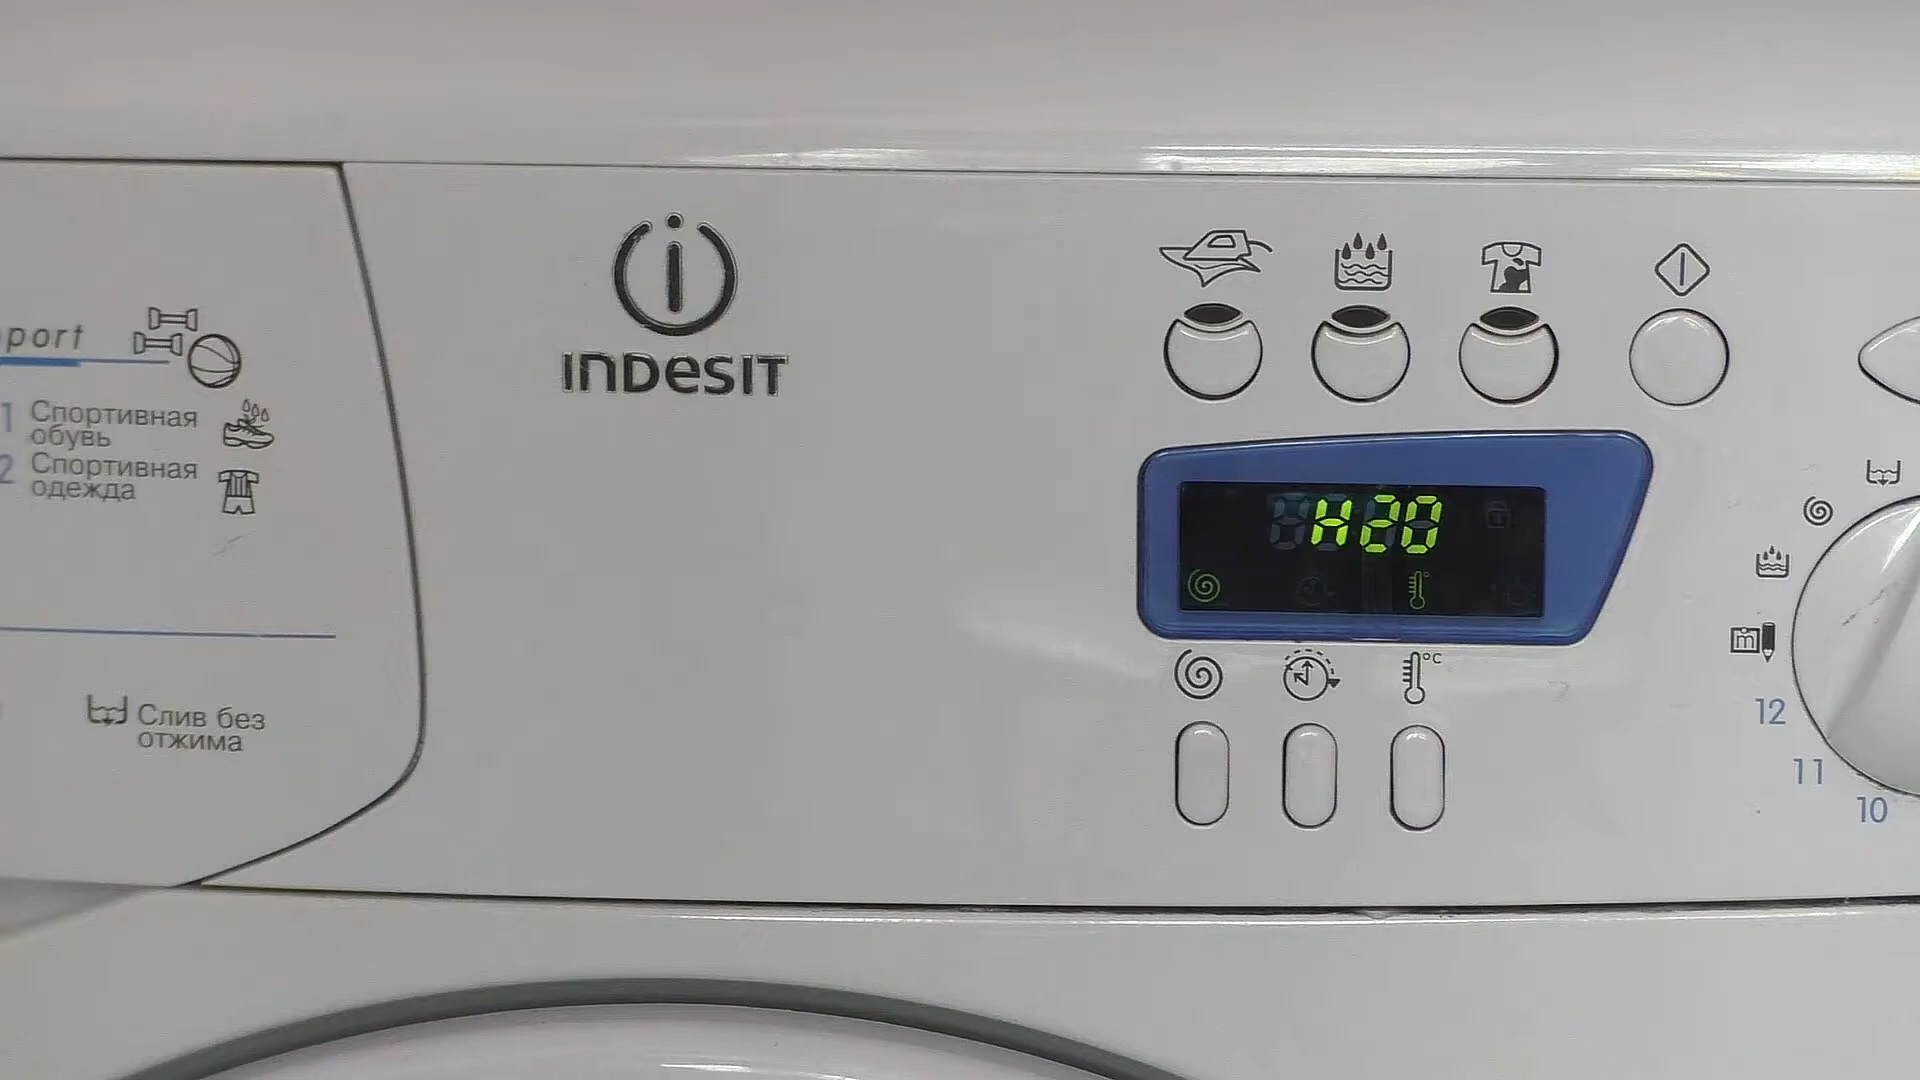 port
1 Спортивная
обувь
2 Спортивная
одежда
INDESIT
H20
°C
12
11
10
Слив без
отжима